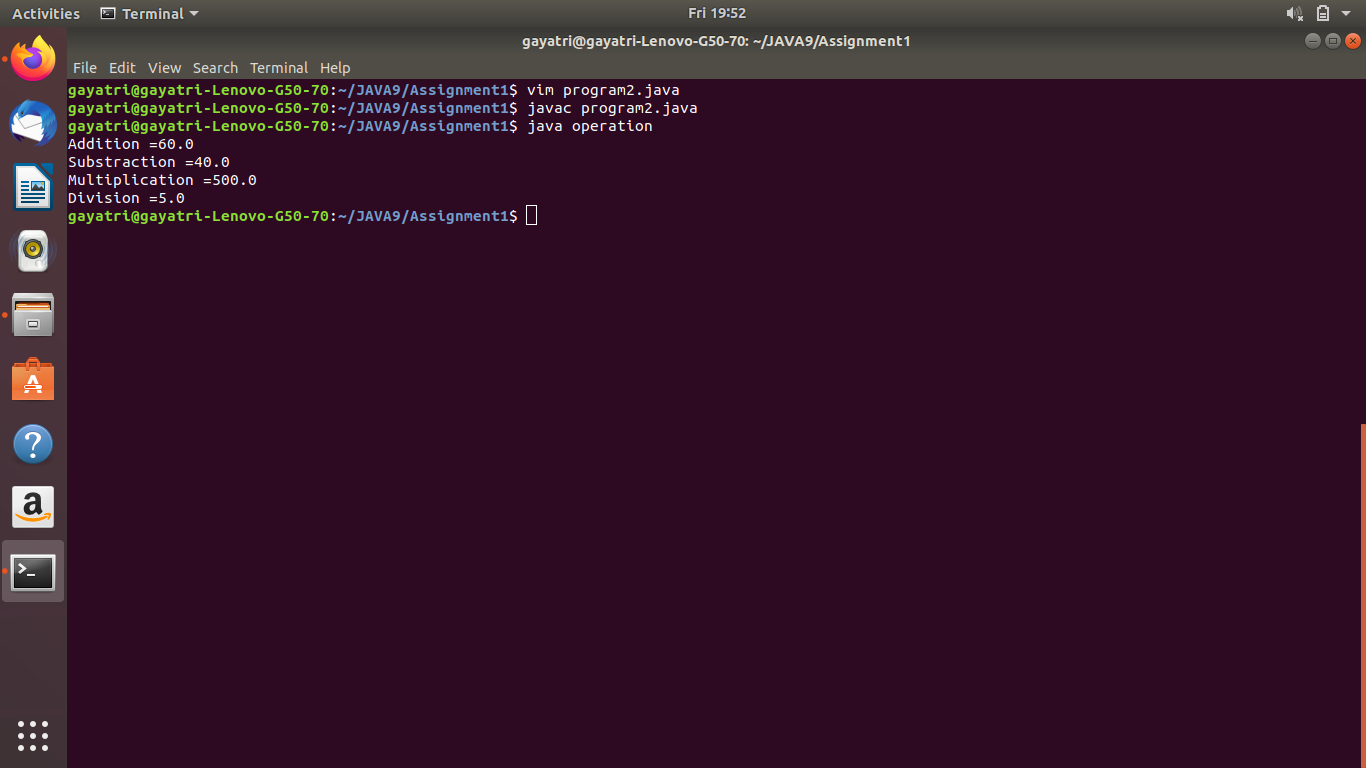 Activities Terminal Fri 19:52
gayatri@gayatri-Lenovo-G50-70: ~/JAVA9/Assignment1
File Edit View Search Terminal Help
gayatri@gayatri-Lenovo-G50-70:~/JAVA9/Assignment1$ vim program2.java
gayatri@gayatri-Lenovo-G50-70:~/JAVA9/Assignment1$ javac program2.java
gayatri@gayatri-Lenovo-G50-70:~/JAVA9/Assignment1$ java operation
Addition =60.0
Substraction =40.0
Multiplication =500.0
Division =5.0
gayatri@gayatri-Lenovo-G50-70:~/JAVA9/Assignment1$